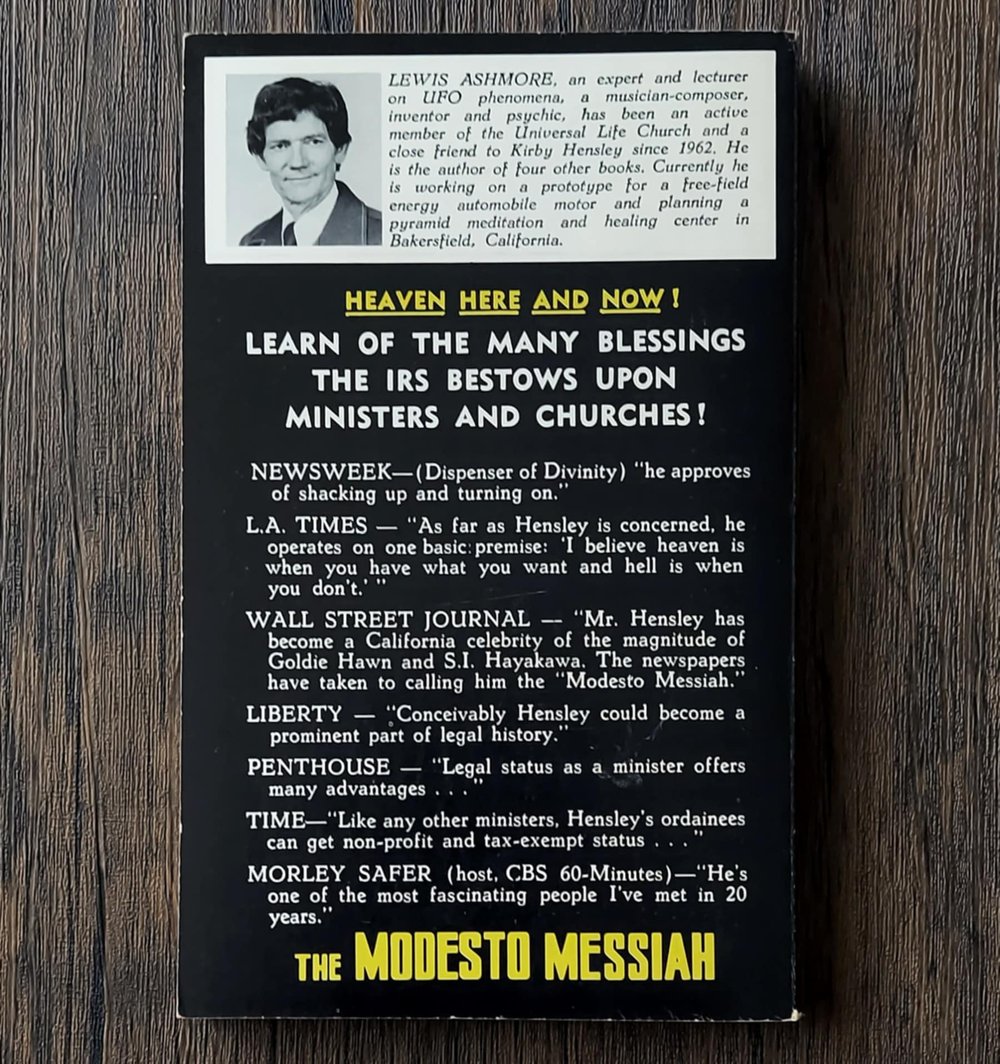 LEWIS ASHMORE, an expert and lecturer
on UFO phenomena, a musician-composer,
inventor and psychic, has been an active
member of the Universal Life Church and a
close friend to Kirby Hensley since 1962. He
is the author of four other books. Currently he
is working on a prototype for a free-field
energy automobile motor and planning a
pyramid meditation and healing center in
Bakersfield, California.
HEAVEN HERE AND NOW!
LEARN OF THE MANY BLESSINGS
THE IRS BESTOWS UPON
MINISTERS AND CHURCHES!
NEWSWEEK—(Dispenser of Divinity) "he approves
of shacking up and turning on."
L.A. TIMES — "As far as Hensley is concerned, he
operates on one basic premise: 'I believe heaven is
when you have what you want and hell is when
you don't.' "
WALL STREET JOURNAL — "Mr. Hensley has
become a California celebrity of the magnitude of
Goldie Hawn and S.I. Hayakawa. The newspapers
have taken to calling him the "Modesto Messiah."
LIBERTY — "Conceivably Hensley could become a
prominent part of legal history."
PENTHOUSE — "Legal status as a minister offers
many advantages . . ."
TIME—"Like any other ministers, Hensley's ordainees
can get non-profit and tax-exempt status . . ."
MORLEY SAFER (host, CBS 60-Minutes)—"He's
one of the most fascinating people I've met in 20
years."
THE MODESTO MESSIAH